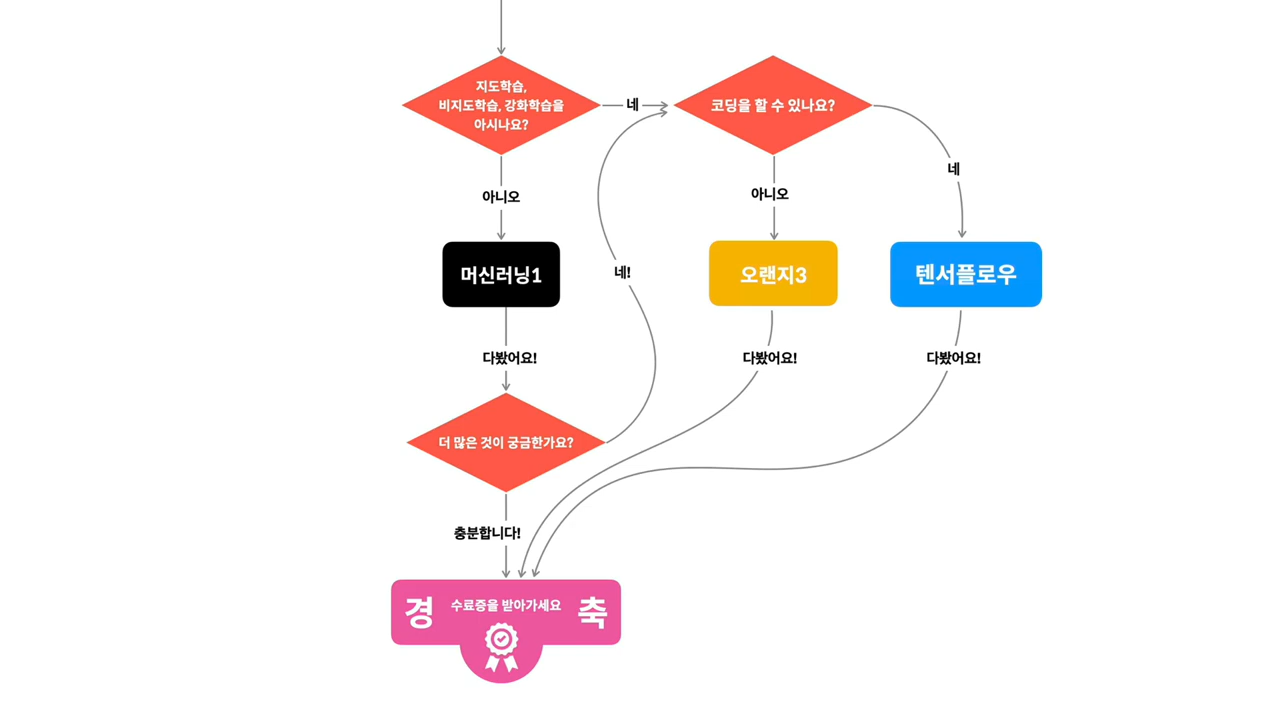 지도학습,
비지도학습, 강화학습을
아시나요?
네
코딩을 할 수 있나요?
네
아니오
아니오
머신러닝1
네!
오랜지3
텐서플로우
다봤어요!
다봤어요!
다봤어요!
더 많은 것이 궁금한가요?
충분합니다!
경 수료증을 받아가세요 축